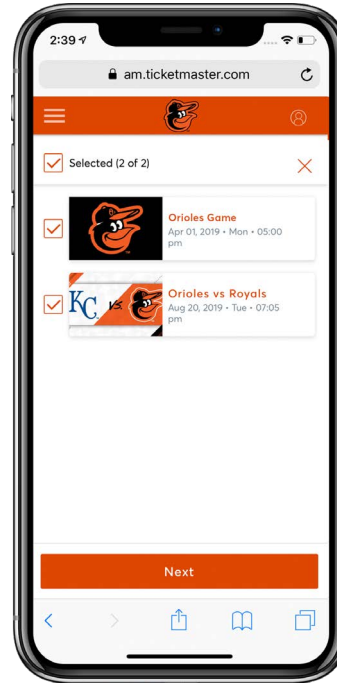 2:39
am.ticketmaster.com
Selected (2 of 2)
Orioles Game
Apr 01, 2019 • Mon • 05:00
pm
KC VS
Orioles vs Royals
Aug 20, 2019 • Tue • 07:05
pm
Next